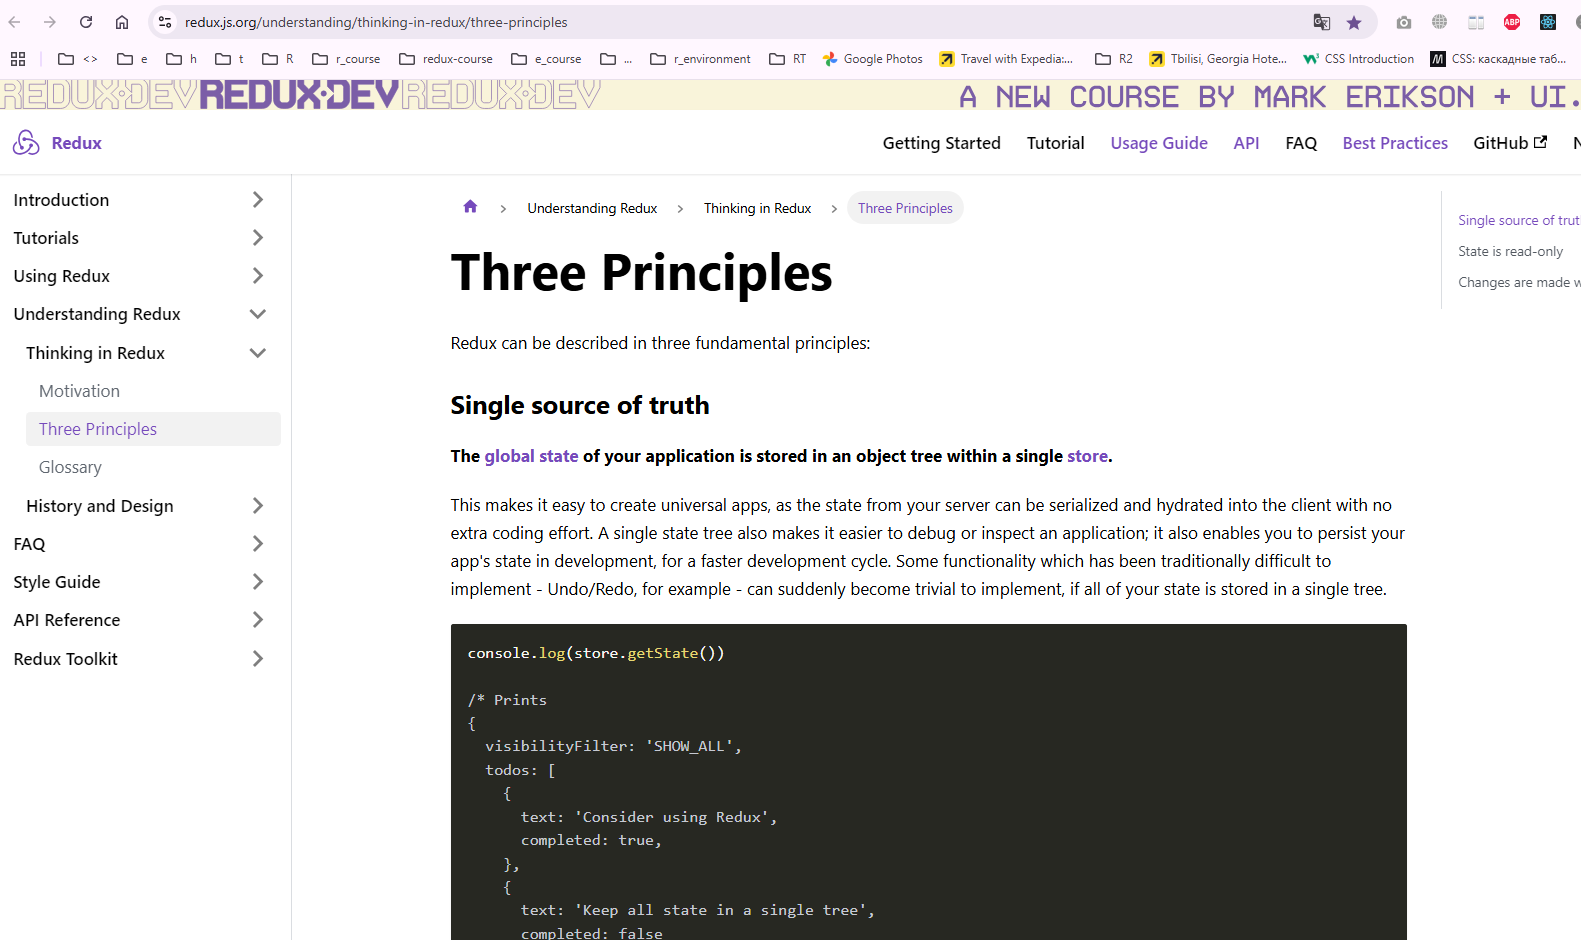 redux.js.org/understanding/thinking-in-redux/three-principles
ABP
<> e h t R r_course redux-course e_course ... r_environment RT Google Photos Travel with Expedia:... R2 Tbilisi, Georgia Hote... CSS Introduction CSS: каскадные таб...
REDUX·DEV REDUX·DEV REDUX·DEV A NEW COURSE BY MARK ERIKSON + UI.
Redux Getting Started Tutorial Usage Guide API FAQ Best Practices GitHub
Introduction
Tutorials
Using Redux
Understanding Redux
Thinking in Redux
Motivation
Three Principles
Glossary
History and Design
FAQ
Style Guide
API Reference
Redux Toolkit
Understanding Redux > Thinking in Redux > Three Principles
Three Principles
Redux can be described in three fundamental principles:
Single source of truth
The global state of your application is stored in an object tree within a single store.
This makes it easy to create universal apps, as the state from your server can be serialized and hydrated into the client with no
extra coding effort. A single state tree also makes it easier to debug or inspect an application; it also enables you to persist your
app's state in development, for a faster development cycle. Some functionality which has been traditionally difficult to
implement - Undo/Redo, for example - can suddenly become trivial to implement, if all of your state is stored in a single tree.
console.log(store.getState())
/* Prints
{
visibilityFilter: 'SHOW_ALL',
todos: [
{
text: 'Consider using Redux',
completed: true,
},
{
text: 'Keep all state in a single tree',
completed: false
Single source of trut
State is read-only
Changes are made w